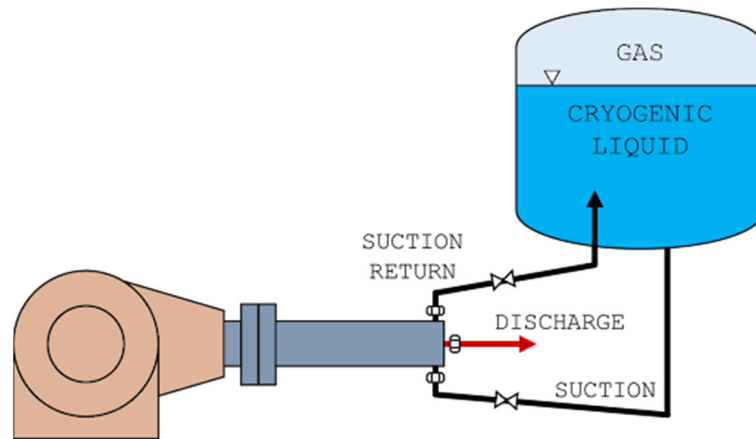 GAS
CRYOGENIC
LIQUID
SUCTION
RETURN
DISCHARGE
SUCTION